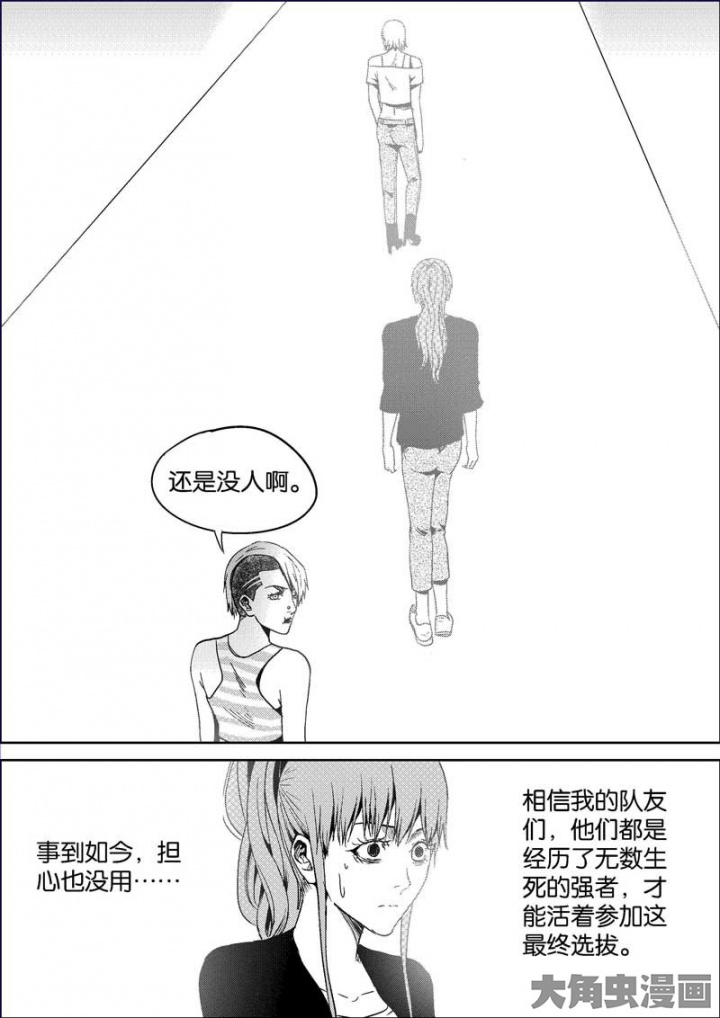 还是没人啊。
事到如今，担
心也没用……
相信我的队友
们，他们都是
经历了无数生
死的强者，才
能活着参加这
最终选拔。
大角虫漫画